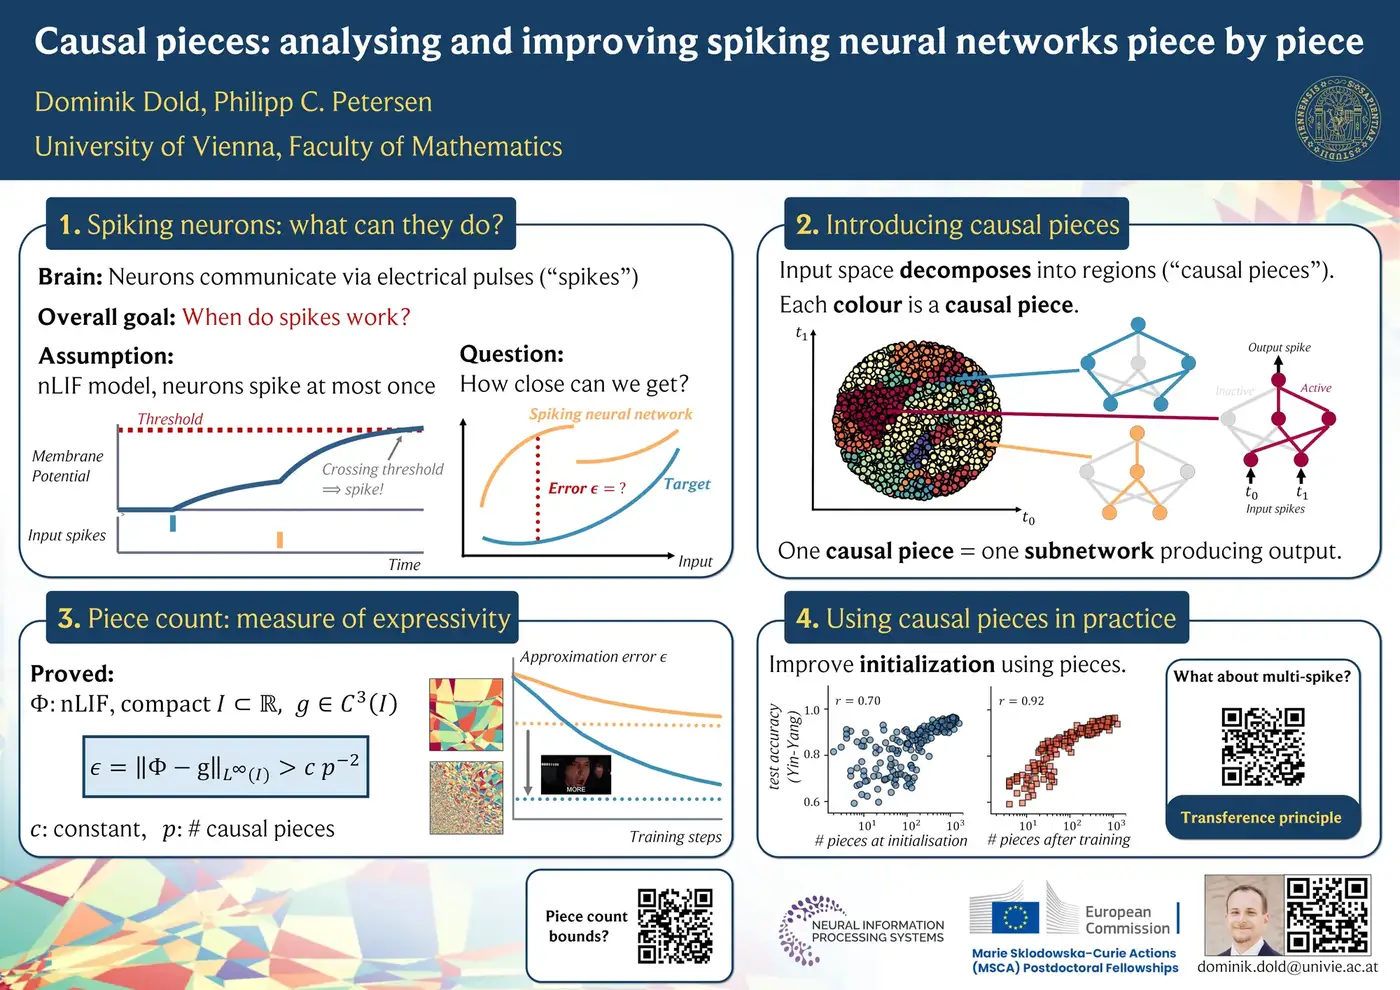 Causal pieces: analysing and improving spiking neural networks piece by piece
Dominik Dold, Philipp C. Petersen
University of Vienna, Faculty of Mathematics
1. Spiking neurons: what can they do?
Brain: Neurons communicate via electrical pulses (“spikes”)
Overall goal: When do spikes work?
Assumption:
nLIF model, neurons spike at most once
Threshold
Membrane
Potential
Crossing threshold
⟹ spike!
Input spikes
Time
Question:
How close can we get?
Spiking neural network
Error ϵ = ?
Target
Input
2. Introducing causal pieces
Input space decomposes into regions (“causal pieces”).
Each colour is a causal piece.
t₁
t₀
Output spike
Inactive
Active
t₀ t₁
Input spikes
One causal piece = one subnetwork producing output.
3. Piece count: measure of expressivity
Proved:
Φ: nLIF, compact I ⊂ ℝ, g ∈ C³(I)
ϵ = ‖Φ − g‖_L∞(I) > c p⁻²
c: constant, p: # causal pieces
Approximation error ϵ
MORE
Training steps
4. Using causal pieces in practice
Improve initialization using pieces.
test accuracy
(Yin-Yang)
1.0
0.8
0.6
r = 0.70
10¹ 10² 10³
# pieces at initialisation
r = 0.92
10¹ 10² 10³
# pieces after training
What about multi-spike?
Transference principle
Piece count
bounds?
NEURAL INFORMATION
PROCESSING SYSTEMS
European
Commission
Marie Sklodowska-Curie Actions
(MSCA) Postdoctoral Fellowships
dominik.dold@univie.ac.at